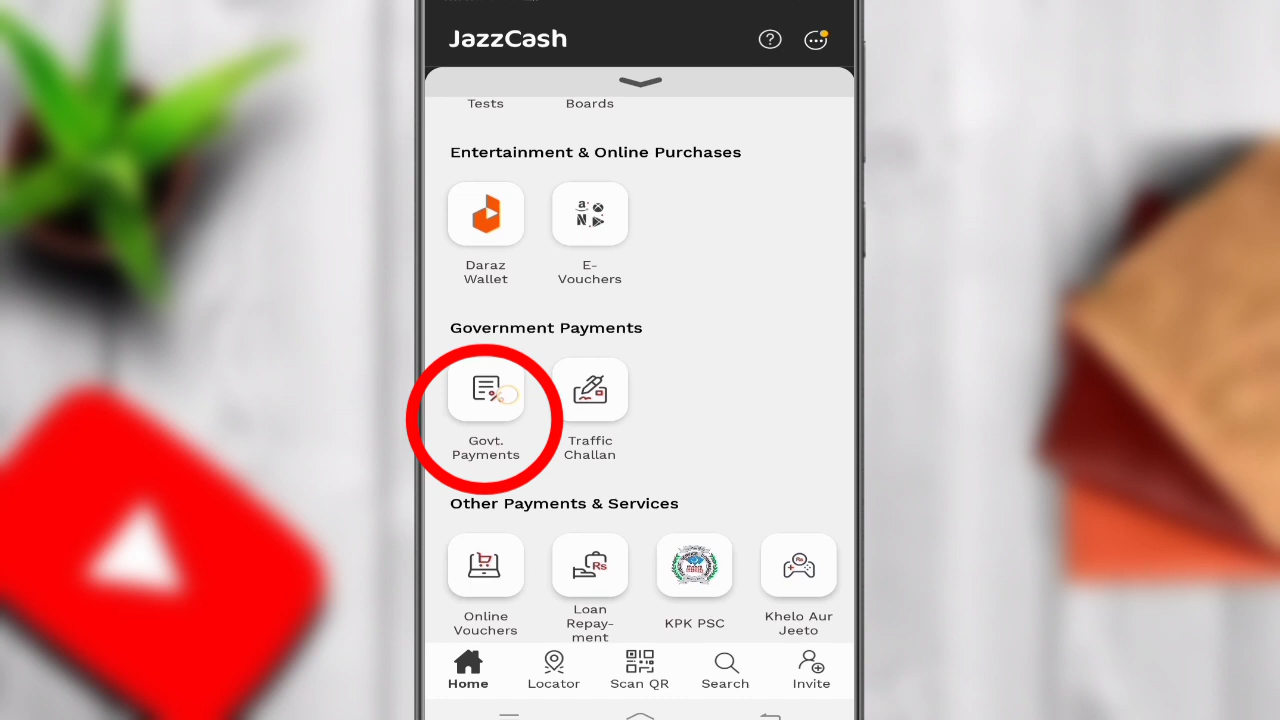 JazzCash
Tests
Boards
Entertainment & Online Purchases
Daraz
Wallet
E-
Vouchers
Government Payments
Govt.
Payments
Traffic
Challan
Other Payments & Services
Online
Vouchers
Loan
Repay-
ment
KPK PSC
Khelo Aur
Jeeto
Home
Locator
Scan QR
Search
Invite